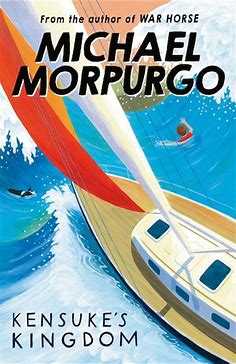 From the author of WAR HORSE
MICHAEL
MORPURGO
KENSUKE'S
KINGDOM